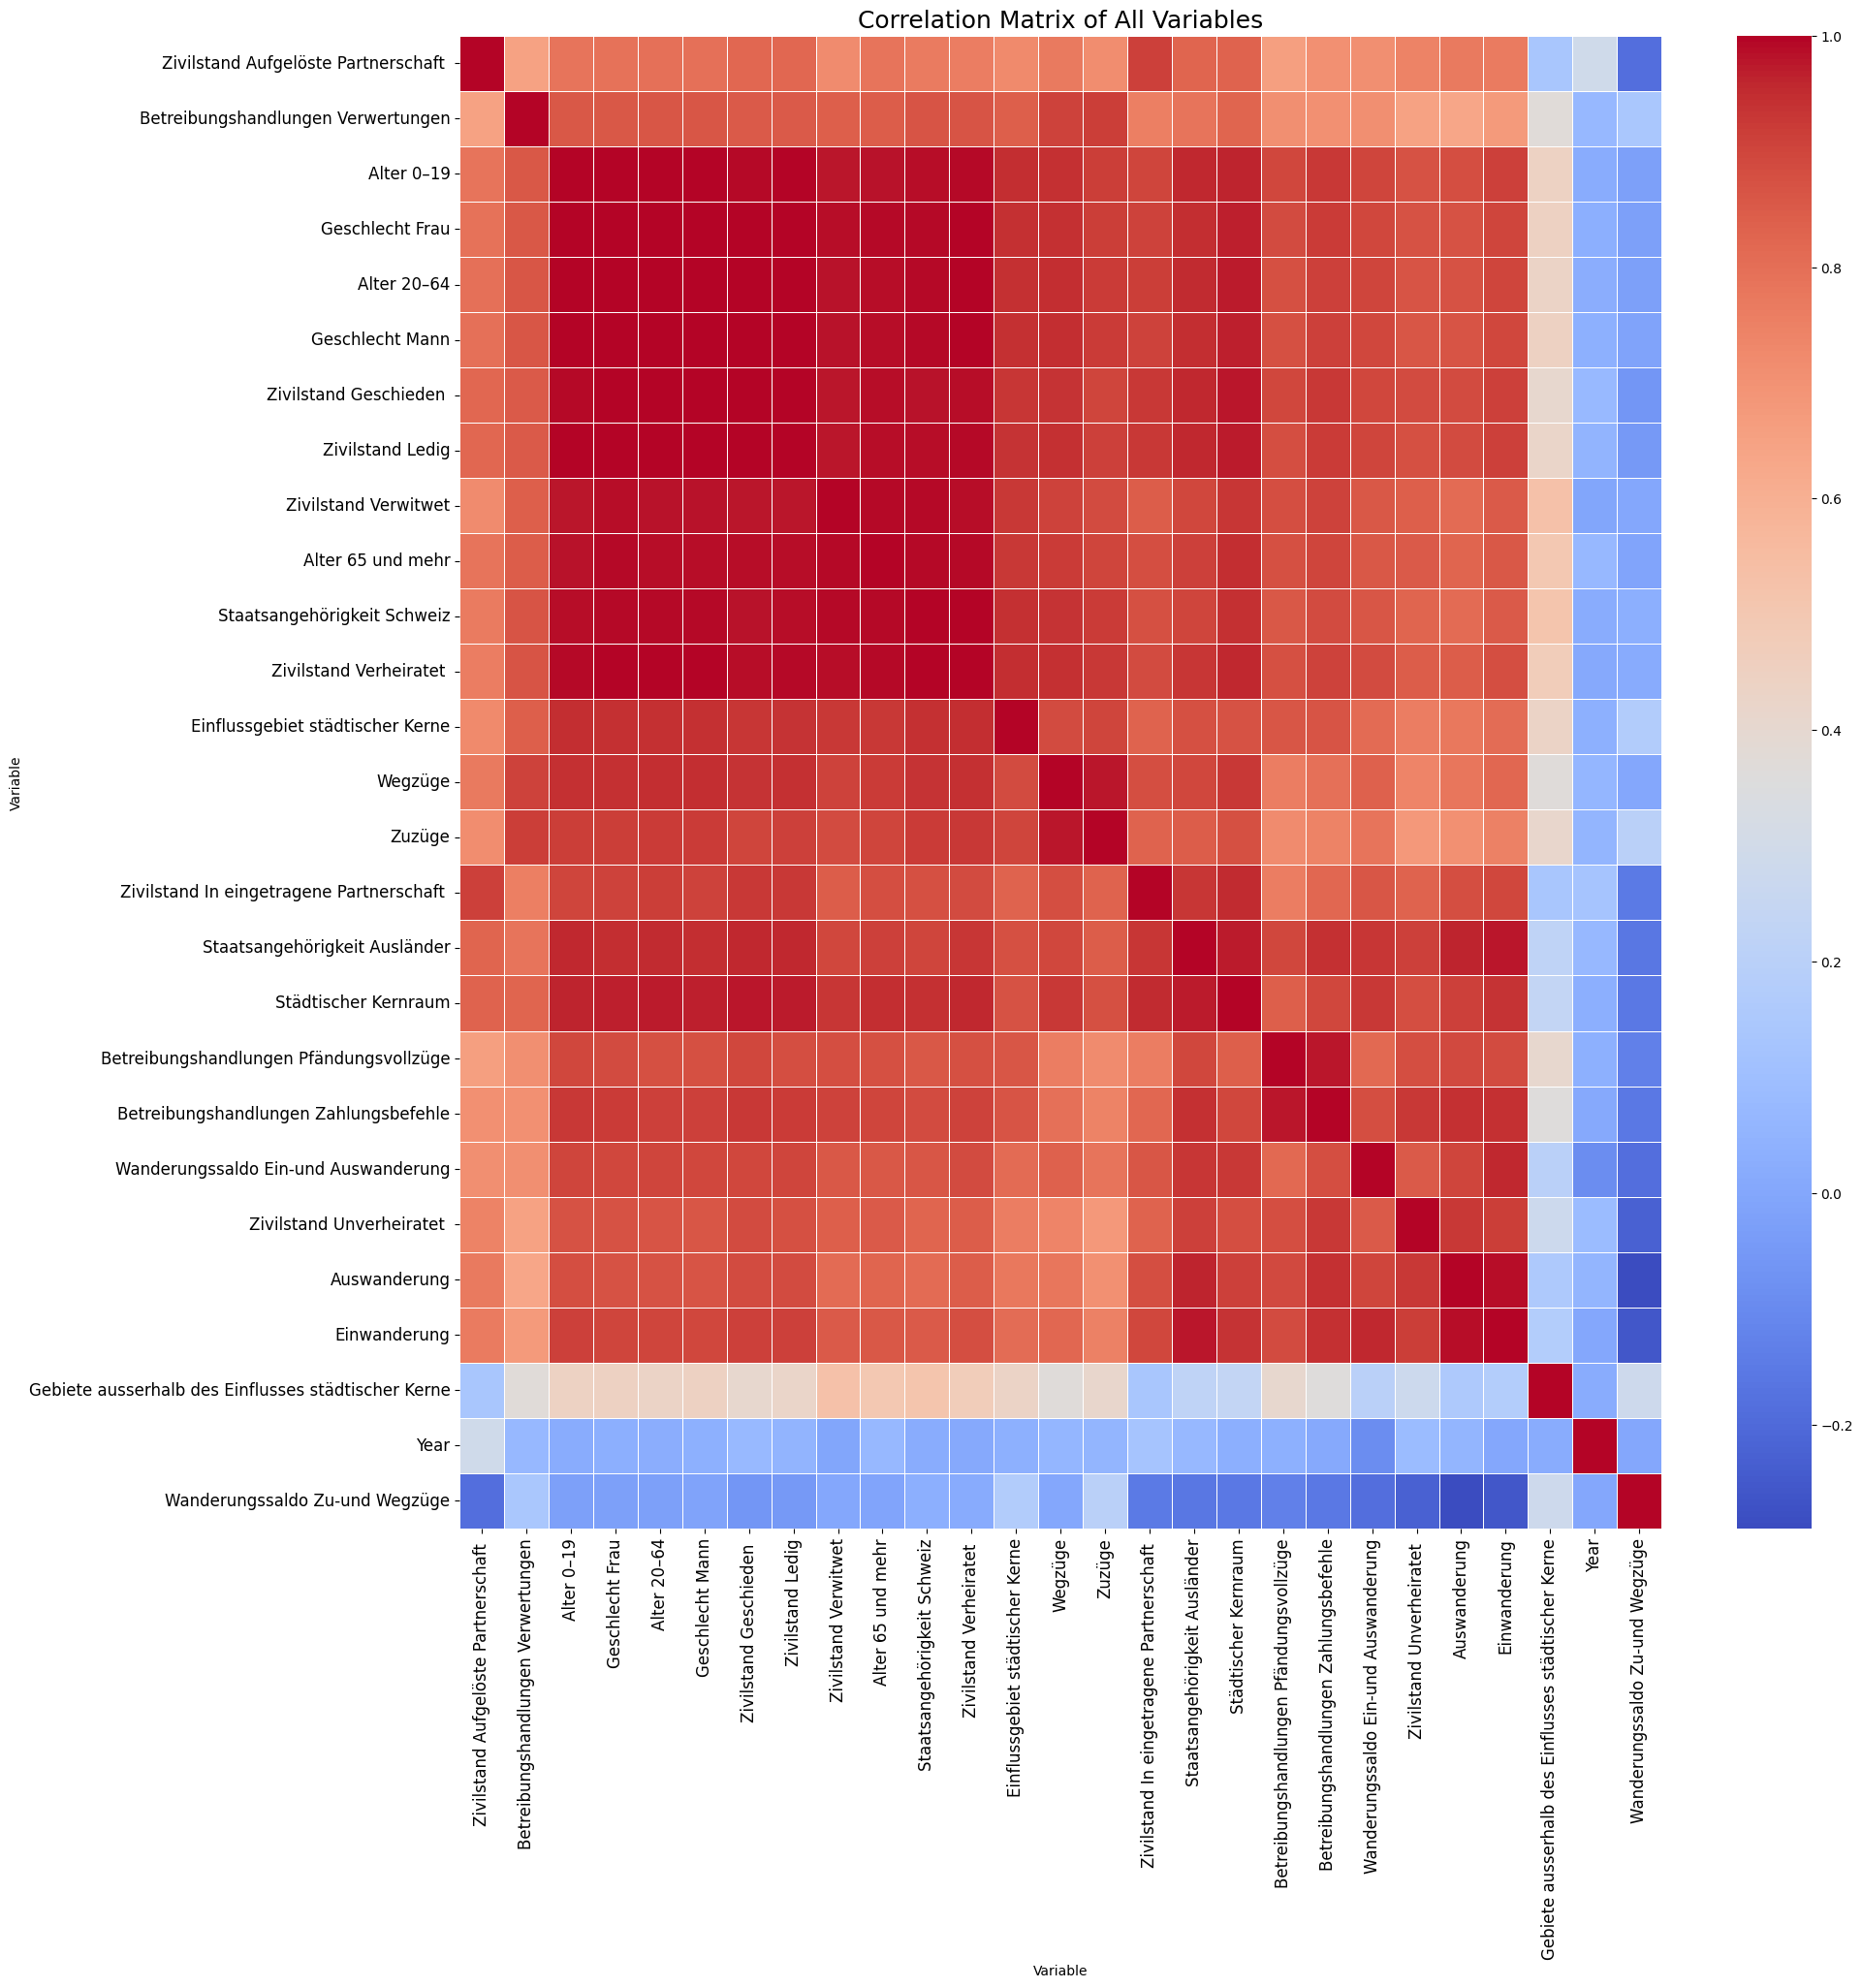 Correlation Matrix of All Variables
Zivilstand Aufgelöste Partnerschaft
Betreibungshandlungen Verwertungen
Alter 0–19
Geschlecht Frau
Alter 20–64
Geschlecht Mann
Zivilstand Geschieden
Zivilstand Ledig
Zivilstand Verwitwet
Alter 65 und mehr
Staatsangehörigkeit Schweiz
Zivilstand Verheiratet
Einflussgebiet städtischer Kerne
Wegzüge
Zuzüge
Zivilstand In eingetragene Partnerschaft
Staatsangehörigkeit Ausländer
Städtischer Kernraum
Betreibungshandlungen Pfändungsvollzüge
Betreibungshandlungen Zahlungsbefehle
Wanderungssaldo Ein-und Auswanderung
Zivilstand Unverheiratet
Auswanderung
Einwanderung
Gebiete ausserhalb des Einflusses städtischer Kerne
Year
Wanderungssaldo Zu-und Wegzüge
Variable
Zivilstand Aufgelöste Partnerschaft
Betreibungshandlungen Verwertungen
Alter 0–19
Geschlecht Frau
Alter 20–64
Geschlecht Mann
Zivilstand Geschieden
Zivilstand Ledig
Zivilstand Verwitwet
Alter 65 und mehr
Staatsangehörigkeit Schweiz
Zivilstand Verheiratet
Einflussgebiet städtischer Kerne
Wegzüge
Zuzüge
Zivilstand In eingetragene Partnerschaft
Staatsangehörigkeit Ausländer
Städtischer Kernraum
Betreibungshandlungen Pfändungsvollzüge
Betreibungshandlungen Zahlungsbefehle
Wanderungssaldo Ein-und Auswanderung
Zivilstand Unverheiratet
Auswanderung
Einwanderung
Gebiete ausserhalb des Einflusses städtischer Kerne
Year
Wanderungssaldo Zu-und Wegzüge
Variable
1.0
0.8
0.6
0.4
0.2
0.0
−0.2